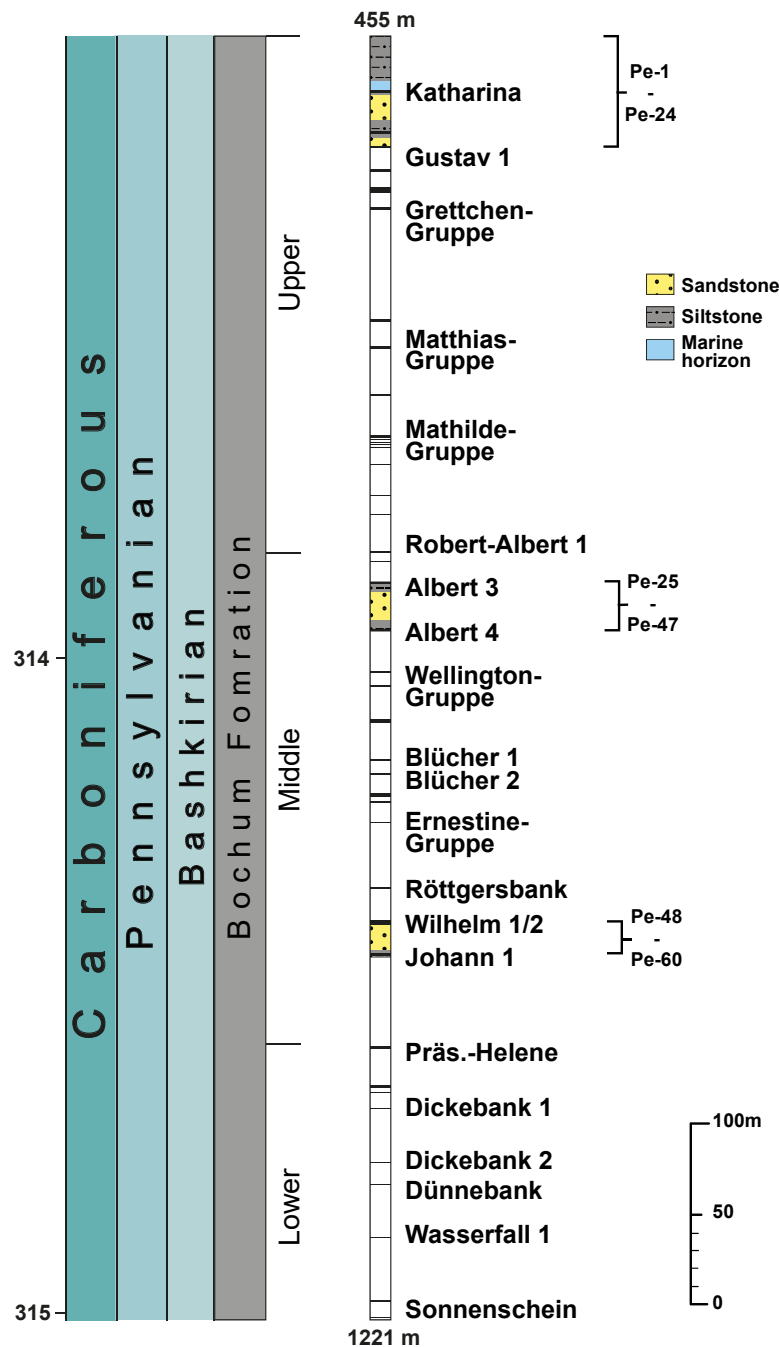 455 m
Carboniferous
Pennsylvanian
Bashkirian
Bochum Fomration
Upper
Middle
Lower
314
315
Katharina
Gustav 1
Grettchen-
Gruppe
Matthias-
Gruppe
Mathilde-
Gruppe
Robert-Albert 1
Albert 3
Albert 4
Wellington-
Gruppe
Blücher 1
Blücher 2
Ernestine-
Gruppe
Röttgersbank
Wilhelm 1/2
Johann 1
Präs.-Helene
Dickebank 1
Dickebank 2
Dünnebank
Wasserfall 1
Sonnenschein
1221 m
Pe-1
-
Pe-24
Sandstone
Siltstone
Marine
horizon
Pe-25
-
Pe-47
Pe-48
-
Pe-60
100m
50
0